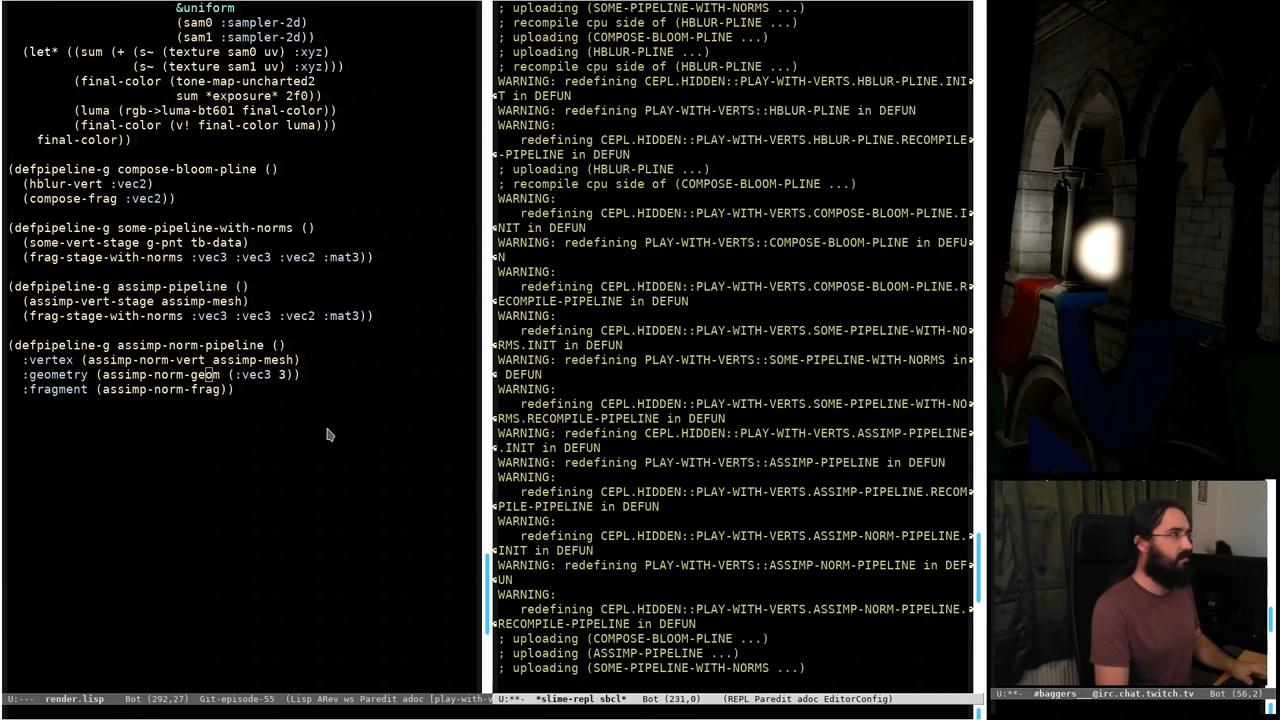 &uniform
(sam0 :sampler-2d)
(sam1 :sampler-2d))
(let* ((sum (+ (s~ (texture sam0 uv) :xyz)
(s~ (texture sam1 uv) :xyz)))
(final-color (tone-map-uncharted2
sum *exposure* 2f0))
(luma (rgb->luma-bt601 final-color))
(final-color (v! final-color luma)))
final-color))
(defpipeline-g compose-bloom-pline ()
(hblur-vert :vec2)
(compose-frag :vec2))
(defpipeline-g some-pipeline-with-norms ()
(some-vert-stage g-pnt tb-data)
(frag-stage-with-norms :vec3 :vec3 :vec2 :mat3))
(defpipeline-g assimp-pipeline ()
(assimp-vert-stage assimp-mesh)
(frag-stage-with-norms :vec3 :vec3 :vec2 :mat3))
(defpipeline-g assimp-norm-pipeline ()
:vertex (assimp-norm-vert assimp-mesh)
:geometry (assimp-norm-geom (:vec3 3))
:fragment (assimp-norm-frag))
U:--- render.lisp Bot (292,27) Git-episode-55 (Lisp ARev ws Paredit adoc [play-with-v
; uploading (SOME-PIPELINE-WITH-NORMS ...)
; recompile cpu side of (HBLUR-PLINE ...)
; uploading (COMPOSE-BLOOM-PLINE ...)
; uploading (HBLUR-PLINE ...)
; recompile cpu side of (HBLUR-PLINE ...)
WARNING: redefining CEPL.HIDDEN::PLAY-WITH-VERTS.HBLUR-PLINE.INI
T in DEFUN
WARNING: redefining PLAY-WITH-VERTS::HBLUR-PLINE in DEFUN
WARNING:
redefining CEPL.HIDDEN::PLAY-WITH-VERTS.HBLUR-PLINE.RECOMPILE
-PIPELINE in DEFUN
; uploading (HBLUR-PLINE ...)
; recompile cpu side of (COMPOSE-BLOOM-PLINE ...)
WARNING:
redefining CEPL.HIDDEN::PLAY-WITH-VERTS.COMPOSE-BLOOM-PLINE.I
NIT in DEFUN
WARNING: redefining PLAY-WITH-VERTS::COMPOSE-BLOOM-PLINE in DEFU
N
WARNING:
redefining CEPL.HIDDEN::PLAY-WITH-VERTS.COMPOSE-BLOOM-PLINE.R
ECOMPILE-PIPELINE in DEFUN
WARNING:
redefining CEPL.HIDDEN::PLAY-WITH-VERTS.SOME-PIPELINE-WITH-NO
RMS.INIT in DEFUN
WARNING: redefining PLAY-WITH-VERTS::SOME-PIPELINE-WITH-NORMS in
DEFUN
WARNING:
redefining CEPL.HIDDEN::PLAY-WITH-VERTS.SOME-PIPELINE-WITH-NO
RMS.RECOMPILE-PIPELINE in DEFUN
WARNING: redefining CEPL.HIDDEN::PLAY-WITH-VERTS.ASSIMP-PIPELINE
.INIT in DEFUN
WARNING: redefining PLAY-WITH-VERTS::ASSIMP-PIPELINE in DEFUN
WARNING:
redefining CEPL.HIDDEN::PLAY-WITH-VERTS.ASSIMP-PIPELINE.RECOM
PILE-PIPELINE in DEFUN
WARNING:
redefining CEPL.HIDDEN::PLAY-WITH-VERTS.ASSIMP-NORM-PIPELINE.
INIT in DEFUN
WARNING: redefining PLAY-WITH-VERTS::ASSIMP-NORM-PIPELINE in DEF
UN
WARNING:
redefining CEPL.HIDDEN::PLAY-WITH-VERTS.ASSIMP-NORM-PIPELINE.
RECOMPILE-PIPELINE in DEFUN
; uploading (COMPOSE-BLOOM-PLINE ...)
; uploading (ASSIMP-PIPELINE ...)
; uploading (SOME-PIPELINE-WITH-NORMS ...)
U:**- *slime-repl sbcl* Bot (231,0) (REPL Paredit adoc EditorConfig)
U:**- #baggers___@irc.chat.twitch.tv Bot (56,2)